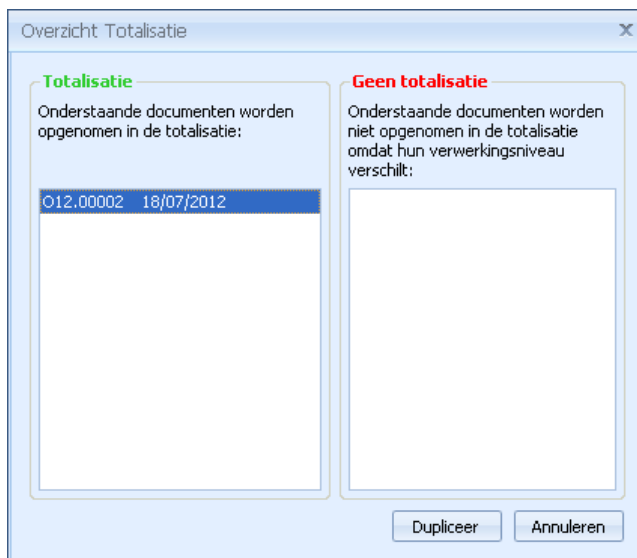 Overzicht Totalisatie
x
Totalisatie
Onderstaande documenten worden
opgenomen in de totalisatie:
O12.00002 18/07/2012
Geen totalisatie
Onderstaande documenten worden
niet opgenomen in de totalisatie
omdat hun verwerkingsniveau
verschilt:
Dupliceer
Annuleren